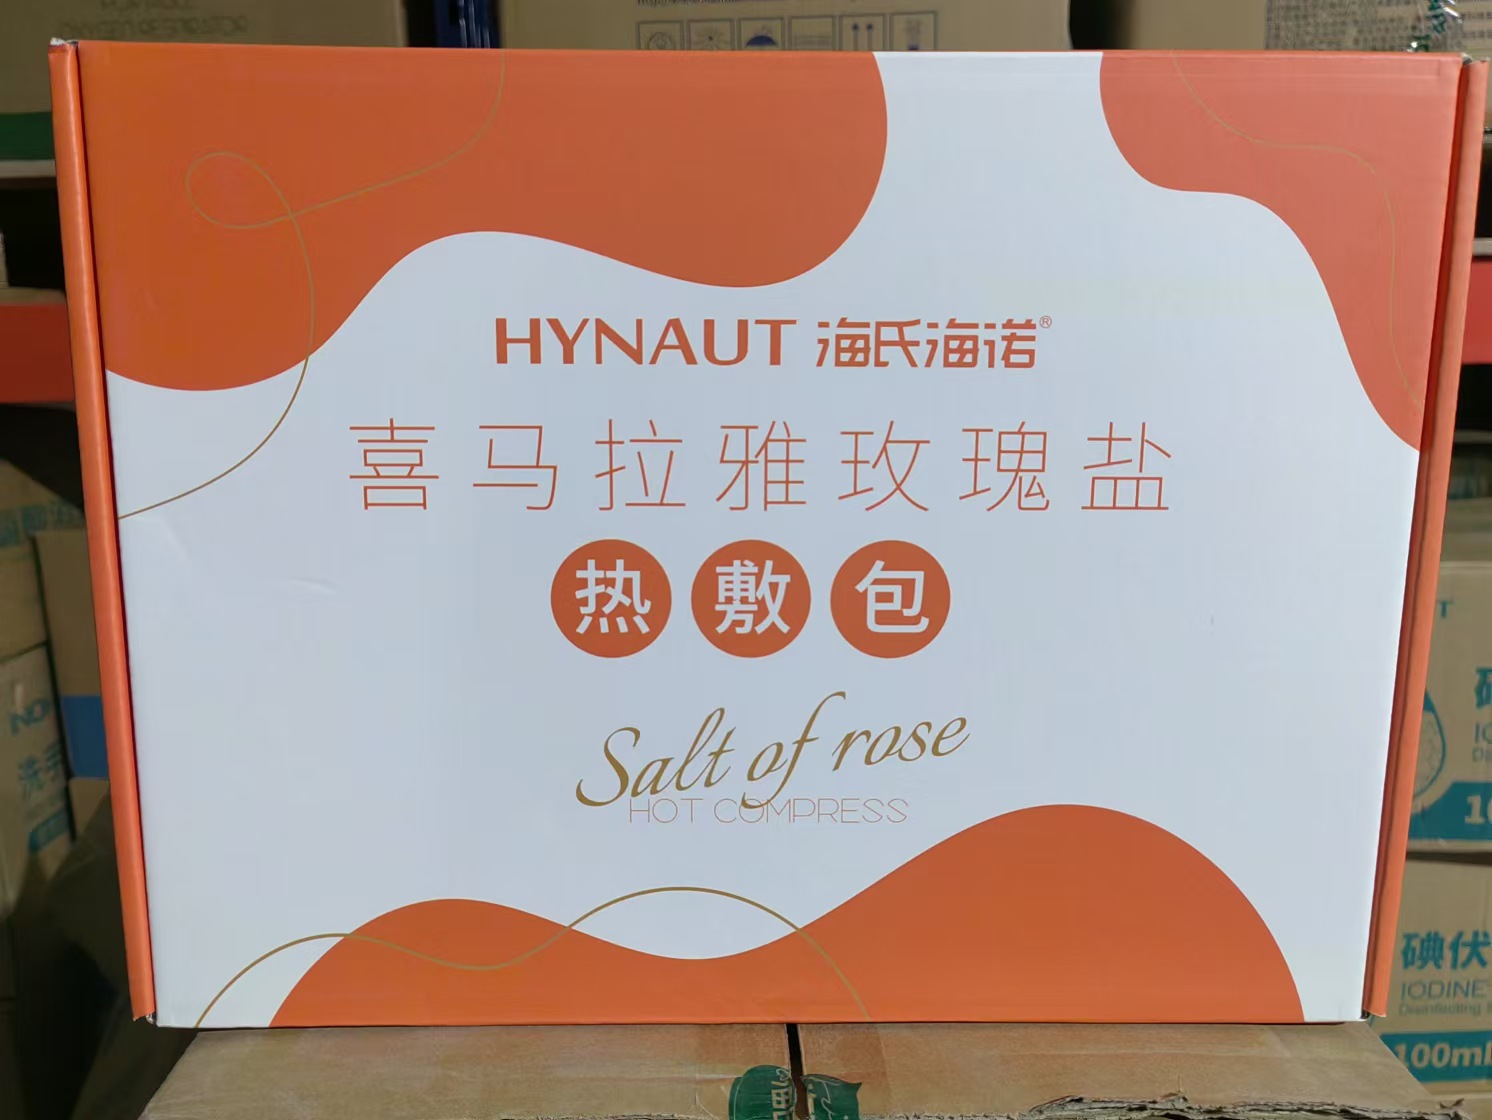 HYNAUT 海氏海诺®
喜马拉雅玫瑰盐
热敷包
Salt of rose
HOT COMPRESS
碘伏
IODINE
100ml